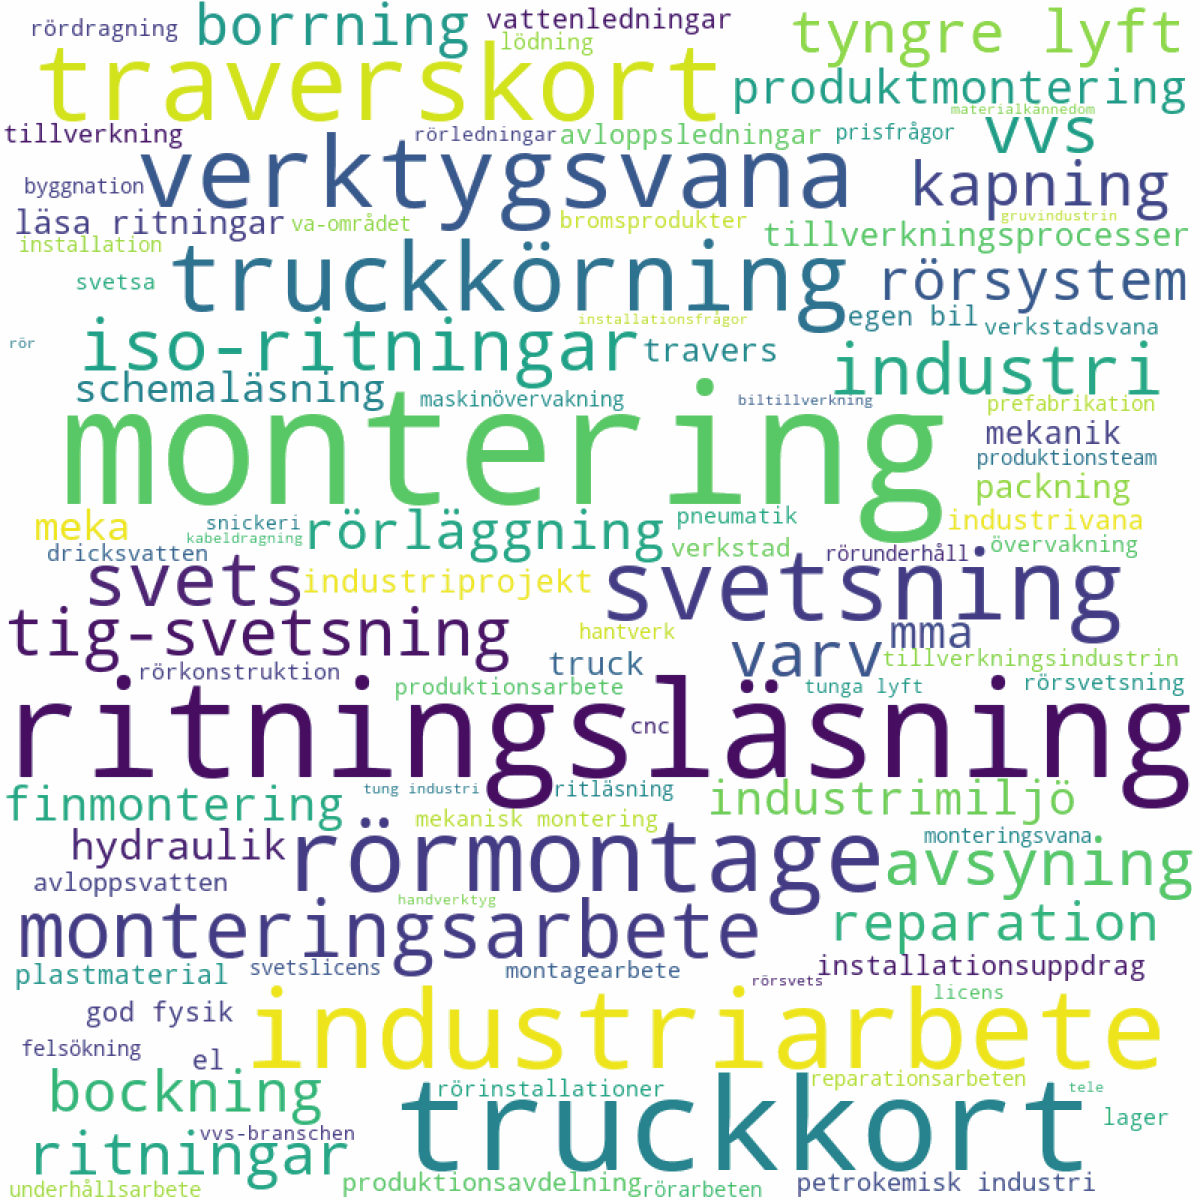 rördragning
borrning
vattenledningar
lödning
tyngre lyft
traverskort
produktmontering
materialkännedom
tillverkning
rörledningar
avloppsledningar
prisfrågor
vvs
verktygsvana
byggnation
kapning
läsa ritningar
va-området
bromsprodukter
gruvindustrin
installation
tillverkningsprocesser
svetsa
truckkörning
rörsystem
installationsfrågor
egen bil
verkstadsvana
rör
iso-ritningar
travers
industri
schemaläsning
maskinövervakning
biltillverkning
prefabrikation
montering
mekanik
produktionsteam
packning
meka
snickeri
kabeldragning
rörläggning
pneumatik
industrivana
dricksvatten
verkstad
rörunderhåll
övervakning
svets
industriprojekt
svetsning
tig-svetsning
hantverk
mma
varv
rörkonstruktion
truck
tillverkningsindustrin
produktionsarbete
tunga lyft
rörsvetsning
ritningsläsning
cnc
finmontering
tung industri
ritläsning
industrimiljö
mekanisk montering
hydraulik
rörmontage
monteringsvana
avsyning
avloppsvatten
handverktyg
monteringsarbete
reparation
plastmaterial
svetslicens
montagearbete
rörsvets
installationsuppdrag
licens
god fysik
industriarbete
felsökning
el
bockning
rörinstallationer
reparationsarbeten
tele
truckkort
lager
vvs-branschen
ritningar
underhållsarbete
produktionsavdelning
rörarbeten
petrokemisk industri